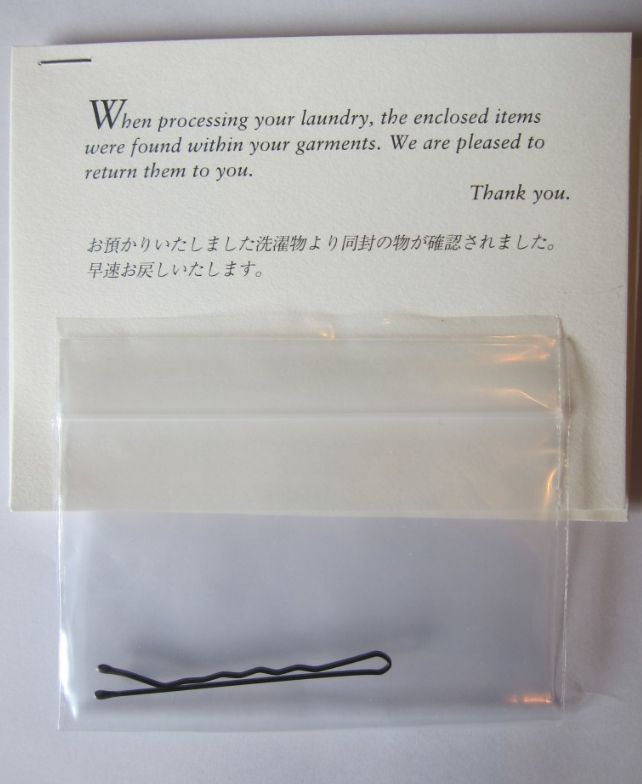 When processing your laundry, the enclosed items
were found within your garments. We are pleased to
return them to you.
Thank you.
お預かりいたしました洗濯物より同封の物が確認されました。
早速お戻しいたします。